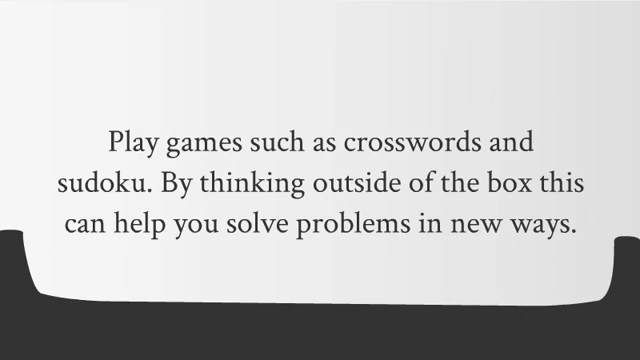 Play games such as crosswords and
sudoku. By thinking outside of the box this
can help you solve problems in new ways.